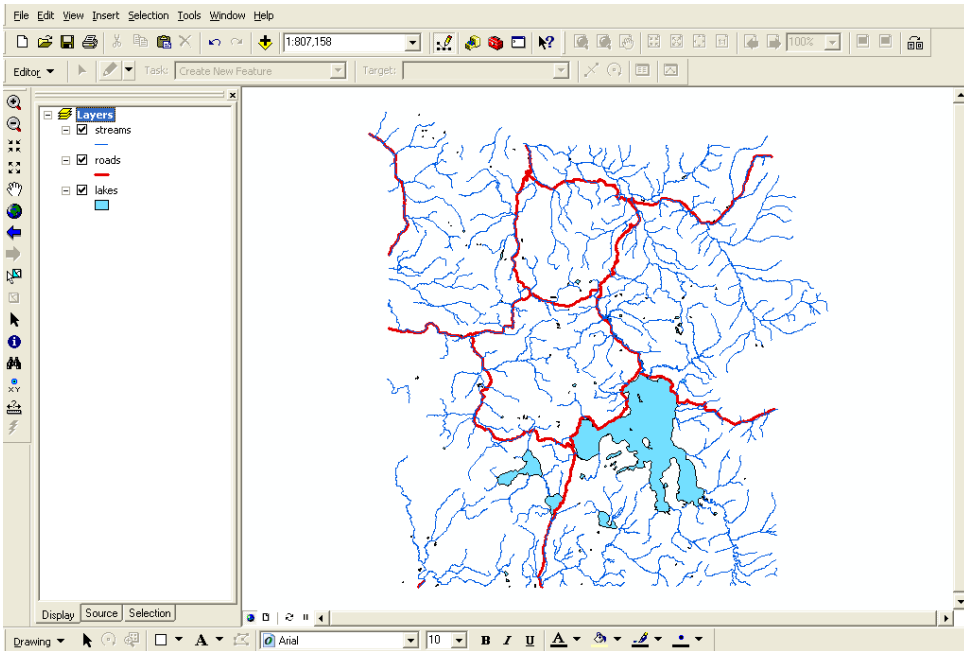 File Edit View Insert Selection Tools Window Help
1:807,158 100%
Editor Task: Create New Feature Target:
Layers
streams
roads
lakes
XY
Display Source Selection
Drawing A Arial 10 B I U A